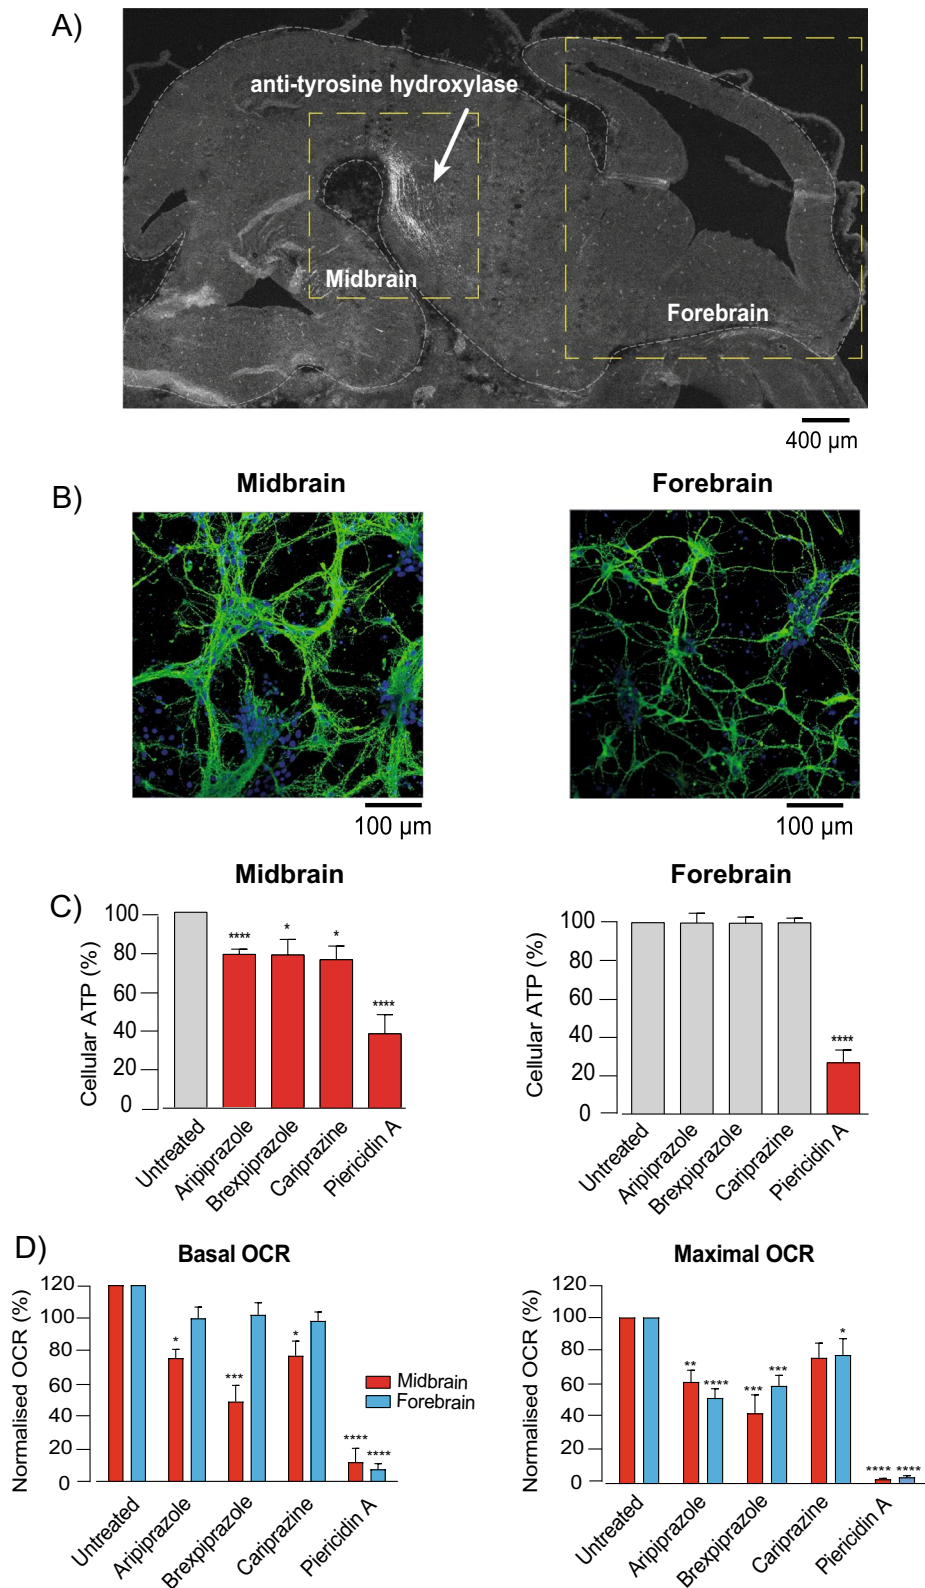 A)
anti-tyrosine hydroxylase
Midbrain
Forebrain
400 µm
B)
Midbrain
Forebrain
100 µm
100 µm
Midbrain
Forebrain
C)
Cellular ATP (%)
100
80
60
40
20
0
****
*
*
****
Untreated
Aripiprazole
Brexpiprazole
Cariprazine
Piericidin A
Cellular ATP (%)
100
80
60
40
20
0
****
Untreated
Aripiprazole
Brexpiprazole
Cariprazine
Piericidin A
D)
Basal OCR
Normalised OCR (%)
120
100
80
60
40
20
0
*
***
*
****
****
Midbrain
Forebrain
Untreated
Aripiprazole
Brexpiprazole
Cariprazine
Piericidin A
Maximal OCR
Normalised OCR (%)
120
100
80
60
40
20
0
**
****
***
***
*
****
****
Untreated
Aripiprazole
Brexpiprazole
Cariprazine
Piericidin A